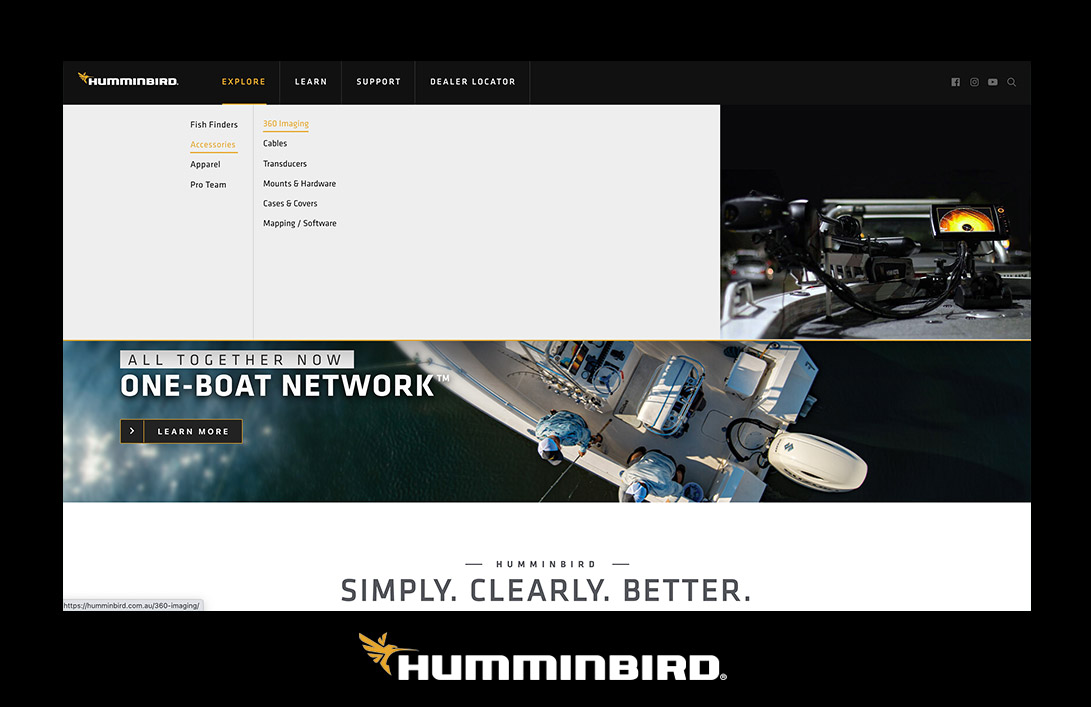 HUMMINBIRD.
EXPLORE
LEARN
SUPPORT
DEALER LOCATOR
Fish Finders
Accessories
Apparel
Pro Team
360 Imaging
Cables
Transducers
Mounts & Hardware
Cases & Covers
Mapping / Software
ALL TOGETHER NOW
ONE-BOAT NETWORK™
> LEARN MORE
HUMMINBIRD
SIMPLY. CLEARLY. BETTER.
https://humminbird.com.au/360-imaging/
HUMMINBIRD®